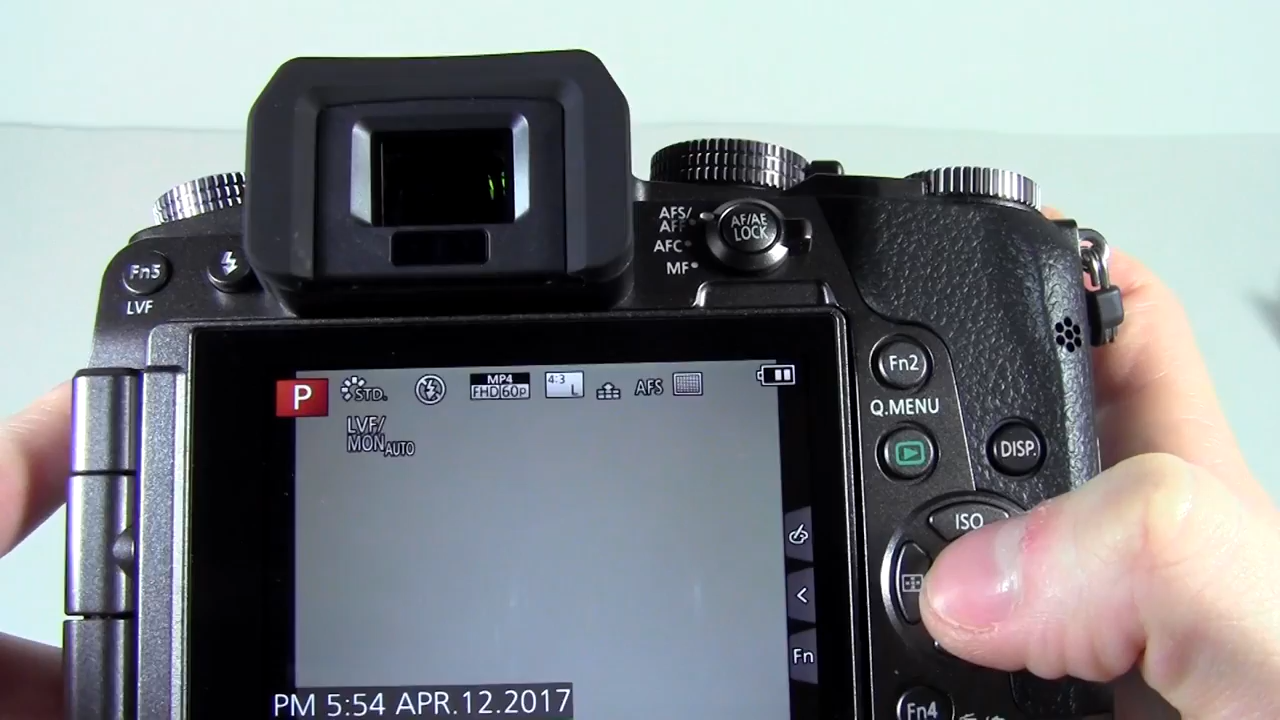 AFS/
AFF
AF/AE
LOCK
AFC
MF
Fn5
LVF
Fn2
Q.MENU
DISP.
ISO
P
STD.
MP4
FHD 60p
4:3
L
AFS
LVF/
MON AUTO
<
Fn
PM 5:54 APR.12.2017
Fn4